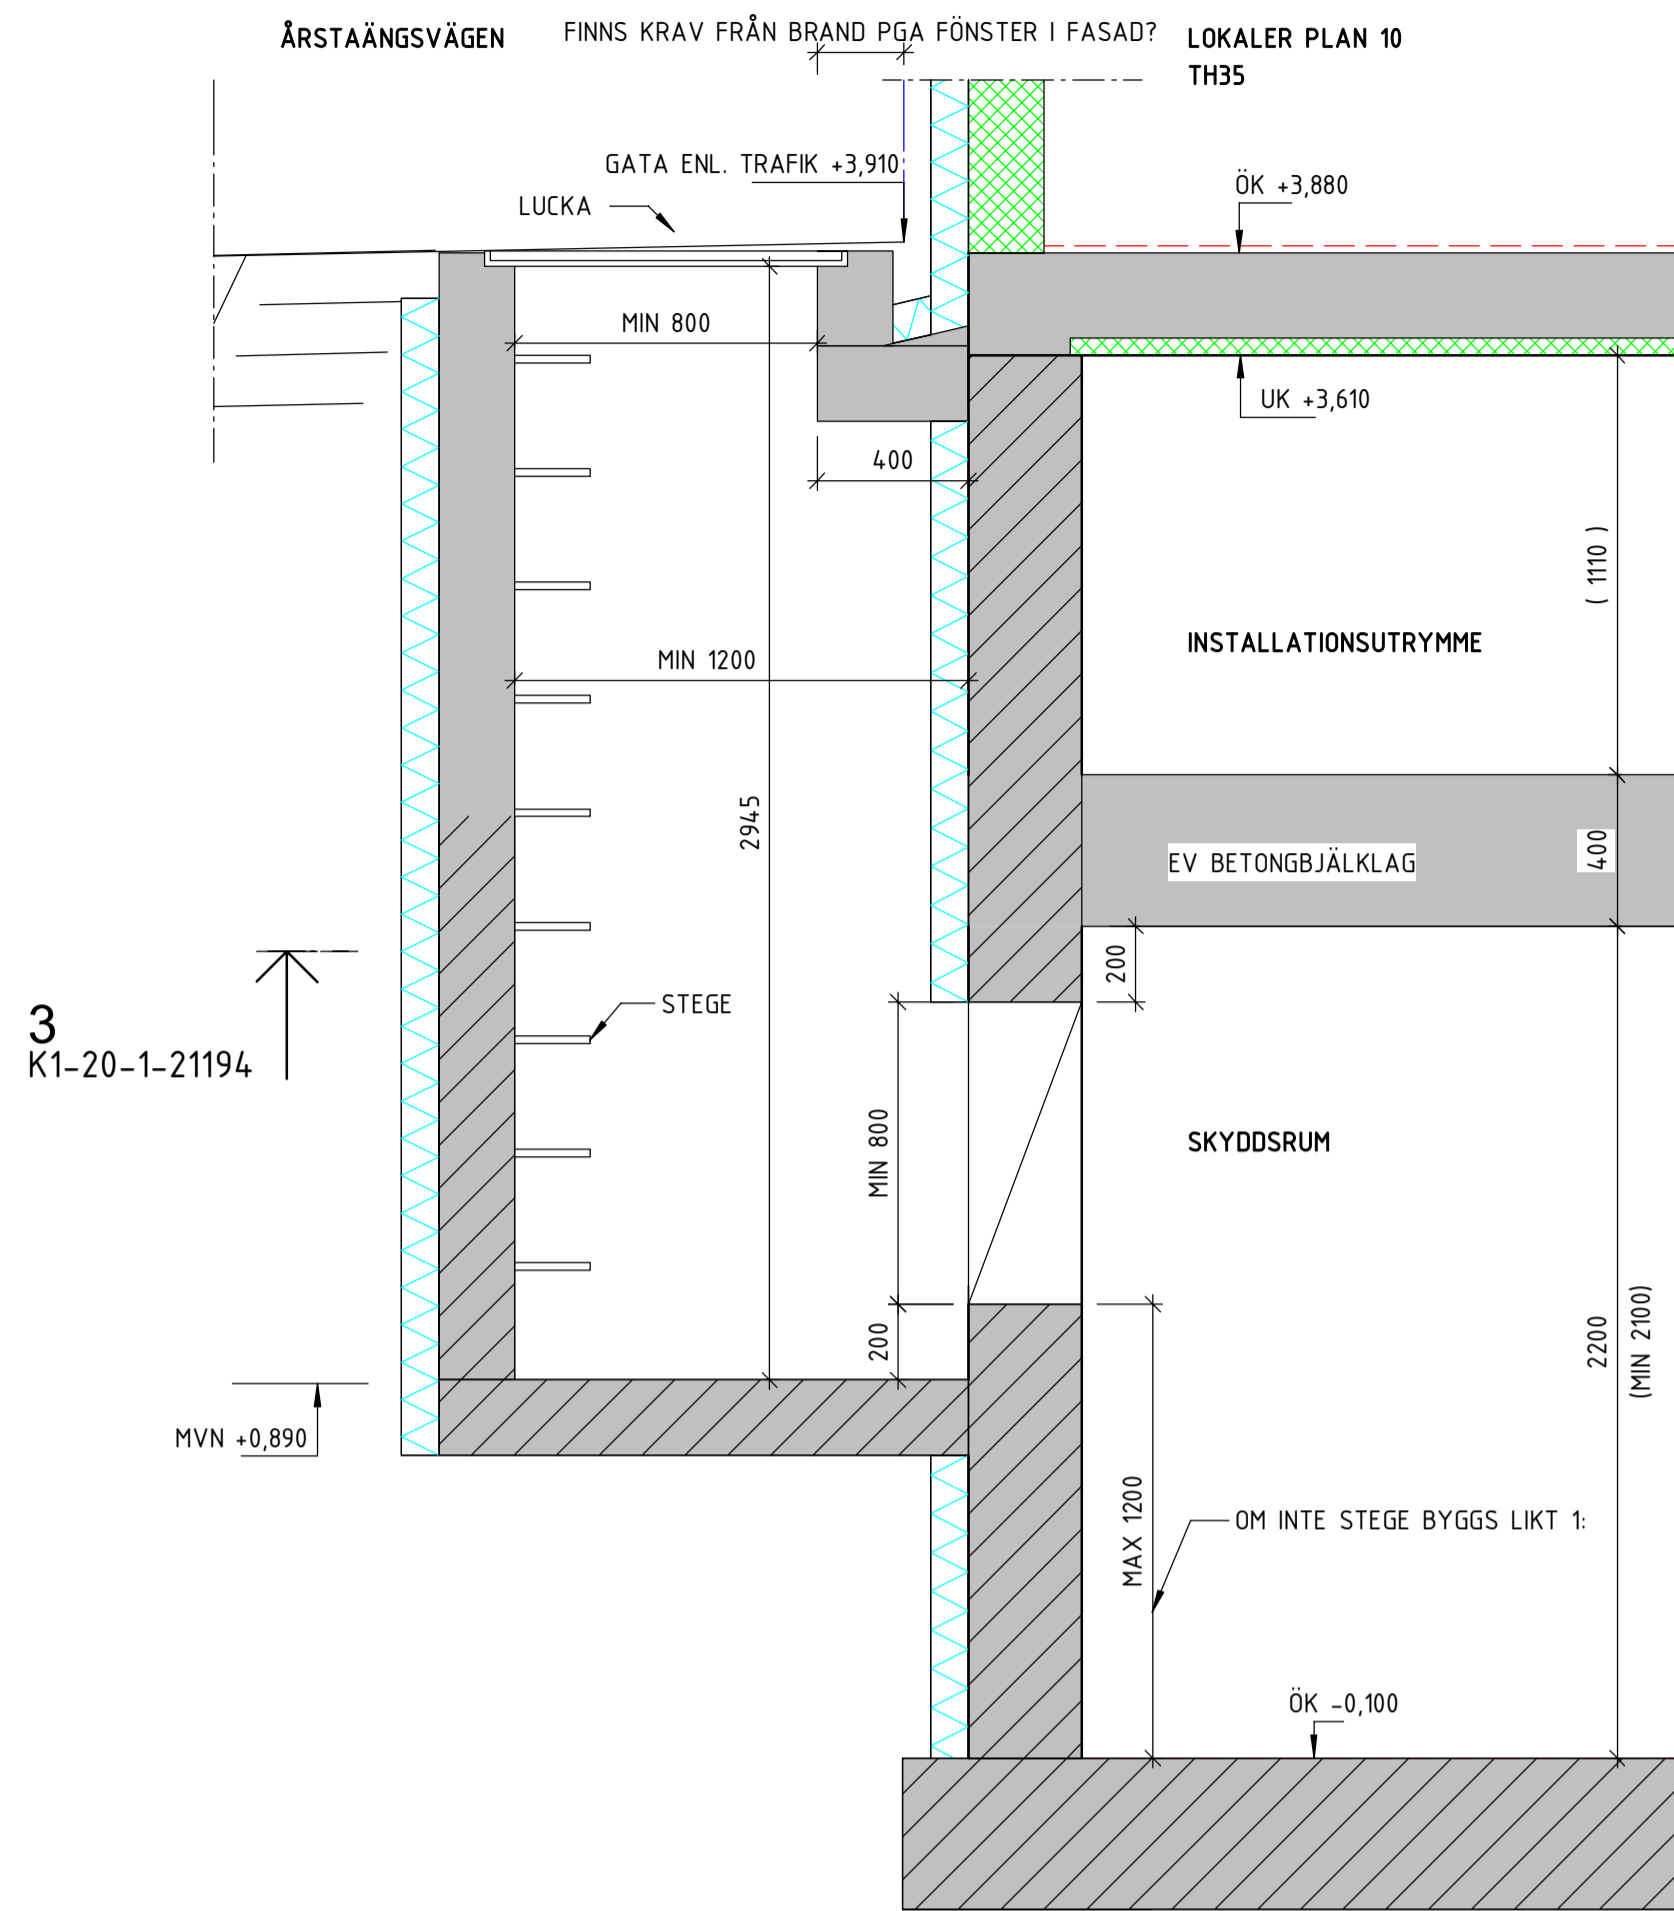 ÅRSTAÄNGSVÄGEN
FINNS KRAV FRÅN BRAND PGA FÖNSTER I FASAD?
LOKALER PLAN 10
TH35
GATA ENL. TRAFIK +3,910
LUCKA
ÖK +3,880
MIN 800
UK +3,610
400
( 1110 )
INSTALLATIONSUTRYMME
MIN 1200
2945
EV BETONGBJÄLKLAG
400
200
STEGE
3
K1-20-1-21194
MIN 800
SKYDDSRUM
200
2200
(MIN 2100)
MVN +0,890
MAX 1200
OM INTE STEGE BYGGS LIKT 1:
ÖK -0,100